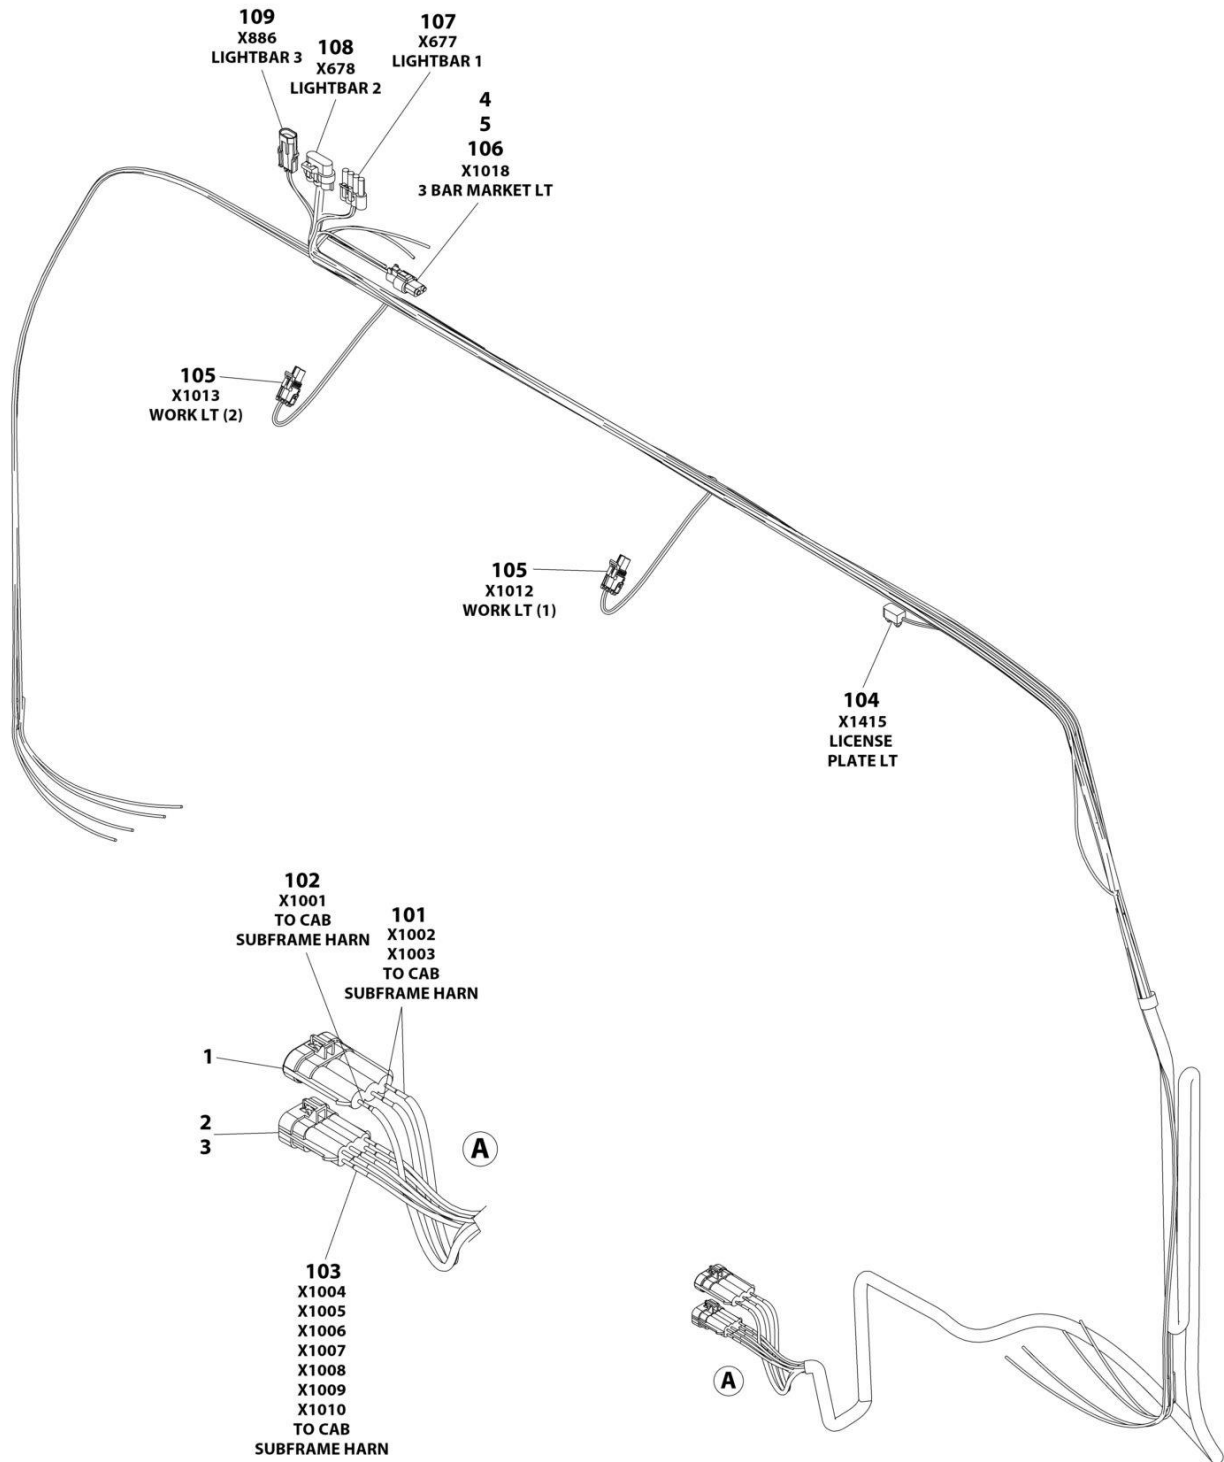 109
X886
LIGHTBAR 3
108
X678
LIGHTBAR 2
107
X677
LIGHTBAR 1
4
5
106
X1018
3 BAR MARKET LT
105
X1013
WORK LT (2)
105
X1012
WORK LT (1)
104
X1415
LICENSE
PLATE LT
102
X1001
TO CAB
SUBFRAME HARN
101
X1002
X1003
TO CAB
SUBFRAME HARN
1
2
3
A
103
X1004
X1005
X1006
X1007
X1008
X1009
X1010
TO CAB
SUBFRAME HARN
A